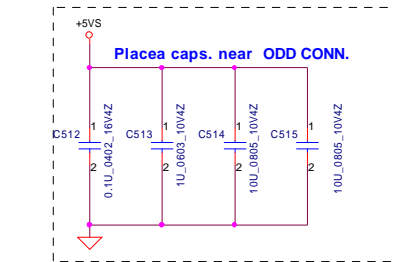 +5VS
Placea caps. near ODD CONN.
C512
1
2
0.1U_0402_16V4Z
C513
1
2
1U_0603_10V4Z
C514
1
2
10U_0805_10V4Z
C515
1
2
10U_0805_10V4Z